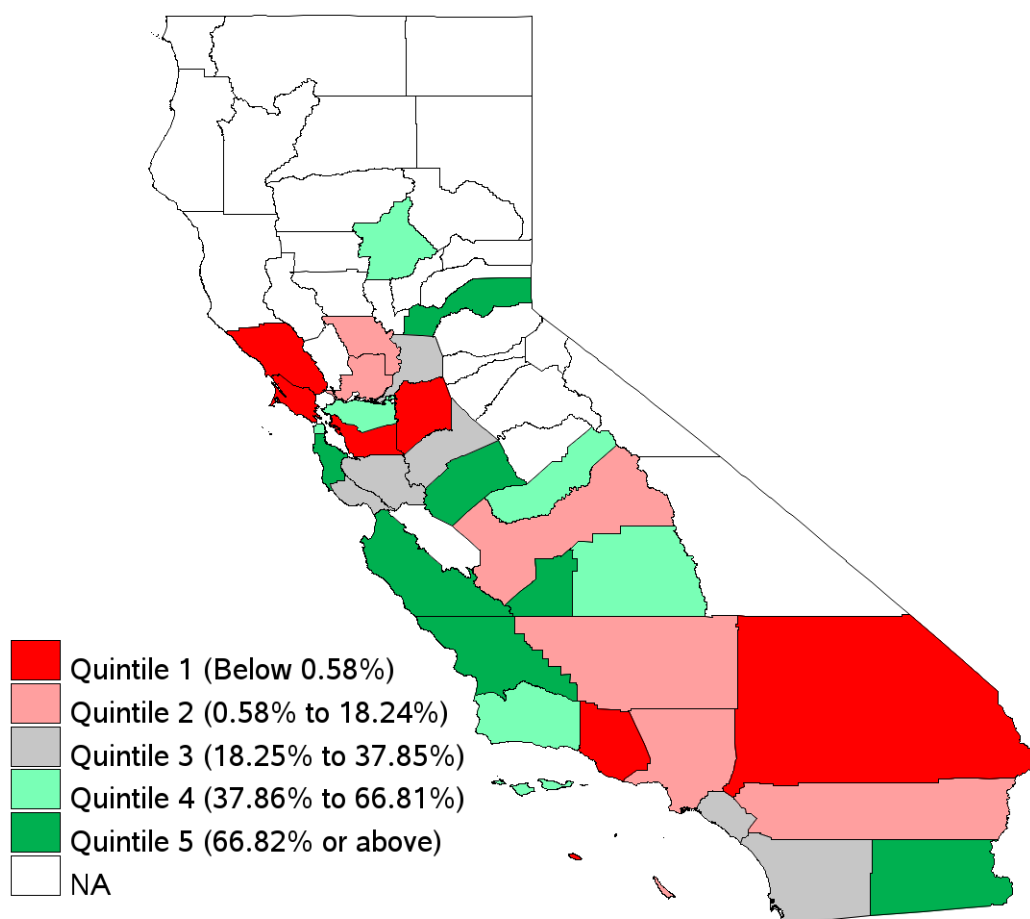 Quintile 1 (Below 0.58%)
Quintile 2 (0.58% to 18.24%)
Quintile 3 (18.25% to 37.85%)
Quintile 4 (37.86% to 66.81%)
Quintile 5 (66.82% or above)
NA